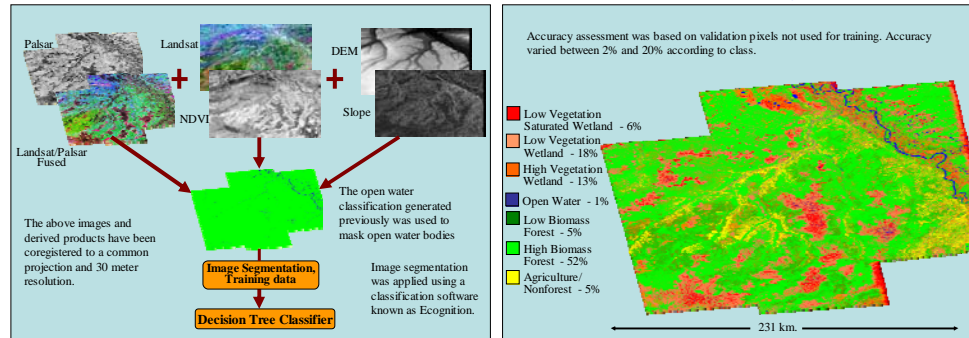 Palsar
Landsat
DEM
NDVI
Slope
Landsat/Palsar
Fused
The above images and
derived products have been
coregistered to a common
projection and 30 meter
resolution.
The open water
classification generated
previously was used to
mask open water bodies
Image Segmentation,
Training data
Decision Tree Classifier
Image segmentation
was applied using a
classification software
known as Ecognition.
Accuracy assessment was based on validation pixels not used for training. Accuracy
varied between 2% and 20% according to class.
Low Vegetation
Saturated Wetland - 6%
Low Vegetation
Wetland - 18%
High Vegetation
Wetland - 13%
Open Water - 1%
Low Biomass
Forest - 5%
High Biomass
Forest - 52%
Agriculture/
Nonforest - 5%
231 km.